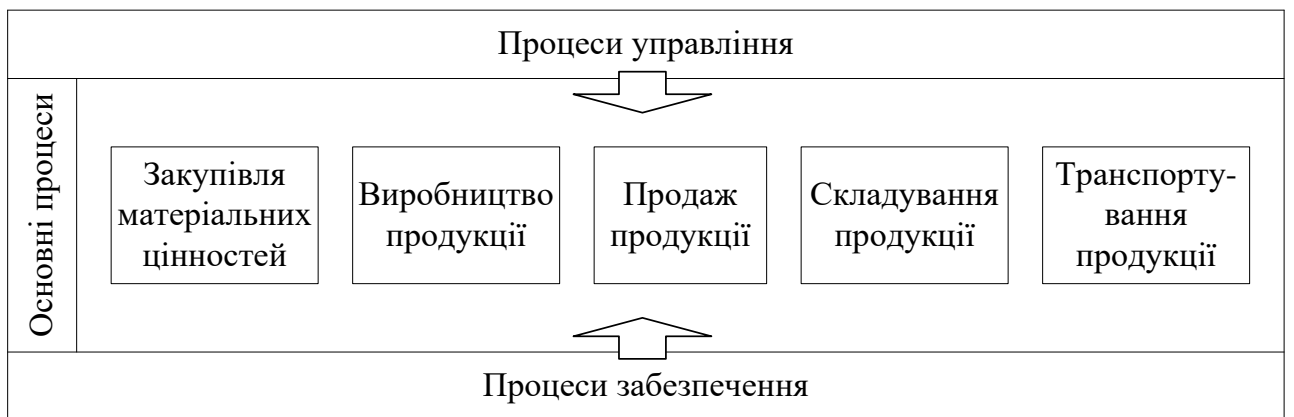 Процеси управління
Основні процеси
Закупівля
матеріальних
цінностей
Виробництво
продукції
Продаж
продукції
Складування
продукції
Транспорту-
вання
продукції
Процеси забезпечення